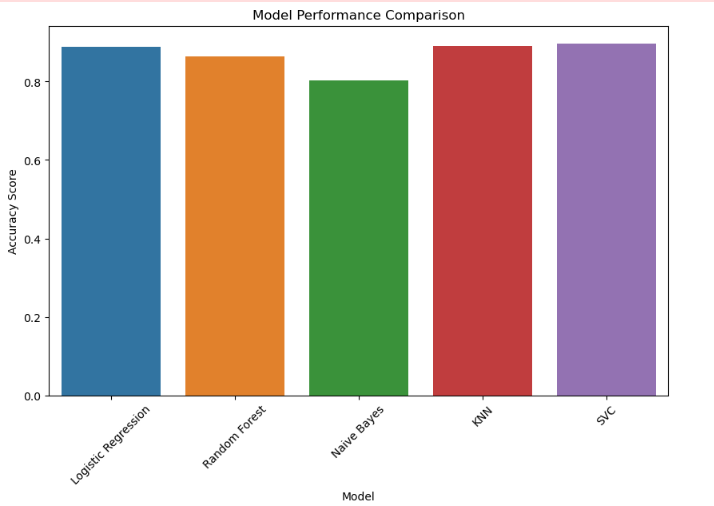 Model Performance Comparison
Accuracy Score
0.8
0.6
0.4
0.2
0.0
Logistic Regression
Random Forest
Naive Bayes
KNN
SVC
Model